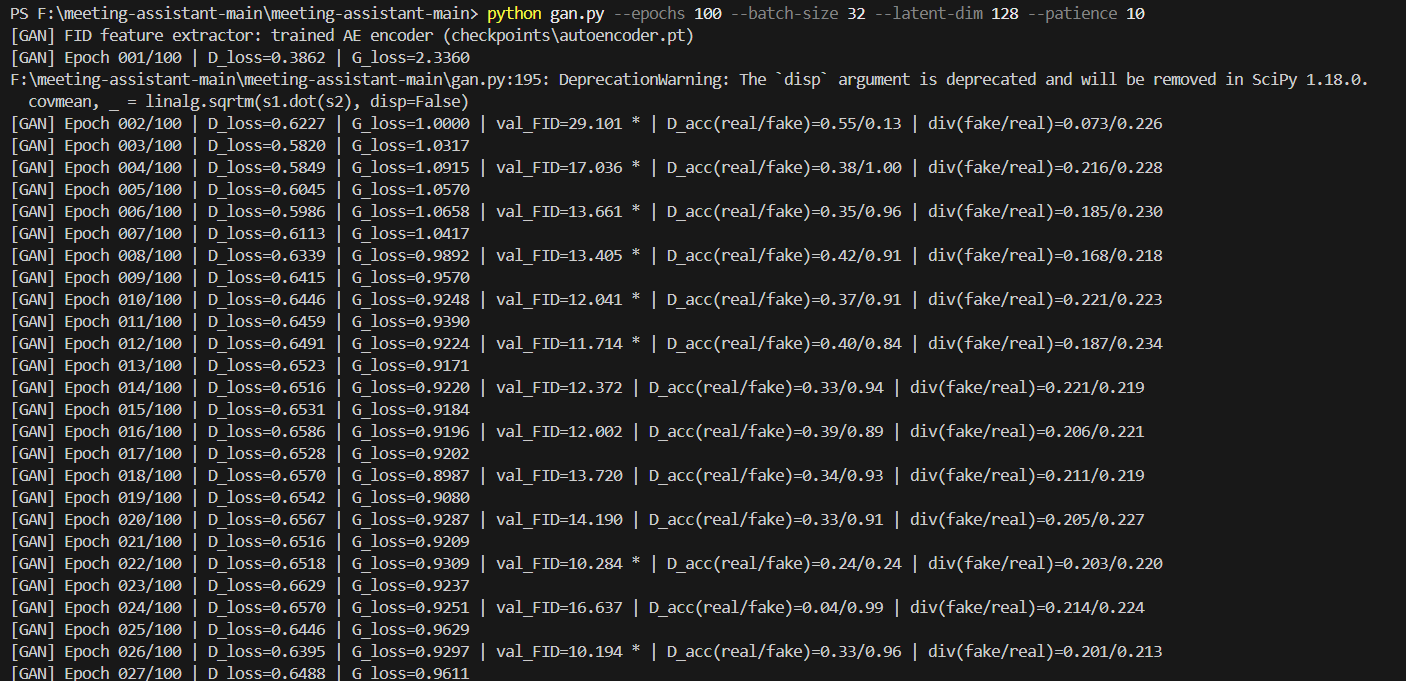 PS F:\meeting-assistant-main\meeting-assistant-main> python gan.py --epochs 100 --batch-size 32 --latent-dim 128 --patience 10
[GAN] FID feature extractor: trained AE encoder (checkpoints\autoencoder.pt)
[GAN] Epoch 001/100 | D_loss=0.3862 | G_loss=2.3360
F:\meeting-assistant-main\meeting-assistant-main\gan.py:195: DeprecationWarning: The `disp` argument is deprecated and will be removed in SciPy 1.18.0.
  covmean, _ = linalg.sqrtm(s1.dot(s2), disp=False)
[GAN] Epoch 002/100 | D_loss=0.6227 | G_loss=1.0000 | val_FID=29.101 * | D_acc(real/fake)=0.55/0.13 | div(fake/real)=0.073/0.226
[GAN] Epoch 003/100 | D_loss=0.5820 | G_loss=1.0317
[GAN] Epoch 004/100 | D_loss=0.5849 | G_loss=1.0915 | val_FID=17.036 * | D_acc(real/fake)=0.38/1.00 | div(fake/real)=0.216/0.228
[GAN] Epoch 005/100 | D_loss=0.6045 | G_loss=1.0570
[GAN] Epoch 006/100 | D_loss=0.5986 | G_loss=1.0658 | val_FID=13.661 * | D_acc(real/fake)=0.35/0.96 | div(fake/real)=0.185/0.230
[GAN] Epoch 007/100 | D_loss=0.6113 | G_loss=1.0417
[GAN] Epoch 008/100 | D_loss=0.6339 | G_loss=0.9892 | val_FID=13.405 * | D_acc(real/fake)=0.42/0.91 | div(fake/real)=0.168/0.218
[GAN] Epoch 009/100 | D_loss=0.6415 | G_loss=0.9570
[GAN] Epoch 010/100 | D_loss=0.6446 | G_loss=0.9248 | val_FID=12.041 * | D_acc(real/fake)=0.37/0.91 | div(fake/real)=0.221/0.223
[GAN] Epoch 011/100 | D_loss=0.6459 | G_loss=0.9390
[GAN] Epoch 012/100 | D_loss=0.6491 | G_loss=0.9224 | val_FID=11.714 * | D_acc(real/fake)=0.40/0.84 | div(fake/real)=0.187/0.234
[GAN] Epoch 013/100 | D_loss=0.6523 | G_loss=0.9171
[GAN] Epoch 014/100 | D_loss=0.6516 | G_loss=0.9220 | val_FID=12.372 | D_acc(real/fake)=0.33/0.94 | div(fake/real)=0.221/0.219
[GAN] Epoch 015/100 | D_loss=0.6531 | G_loss=0.9184
[GAN] Epoch 016/100 | D_loss=0.6586 | G_loss=0.9196 | val_FID=12.002 | D_acc(real/fake)=0.39/0.89 | div(fake/real)=0.206/0.221
[GAN] Epoch 017/100 | D_loss=0.6528 | G_loss=0.9202
[GAN] Epoch 018/100 | D_loss=0.6570 | G_loss=0.8987 | val_FID=13.720 | D_acc(real/fake)=0.34/0.93 | div(fake/real)=0.211/0.219
[GAN] Epoch 019/100 | D_loss=0.6542 | G_loss=0.9080
[GAN] Epoch 020/100 | D_loss=0.6567 | G_loss=0.9287 | val_FID=14.190 | D_acc(real/fake)=0.33/0.91 | div(fake/real)=0.205/0.227
[GAN] Epoch 021/100 | D_loss=0.6516 | G_loss=0.9209
[GAN] Epoch 022/100 | D_loss=0.6518 | G_loss=0.9309 | val_FID=10.284 * | D_acc(real/fake)=0.24/0.24 | div(fake/real)=0.203/0.220
[GAN] Epoch 023/100 | D_loss=0.6629 | G_loss=0.9237
[GAN] Epoch 024/100 | D_loss=0.6570 | G_loss=0.9251 | val_FID=16.637 | D_acc(real/fake)=0.04/0.99 | div(fake/real)=0.214/0.224
[GAN] Epoch 025/100 | D_loss=0.6446 | G_loss=0.9629
[GAN] Epoch 026/100 | D_loss=0.6395 | G_loss=0.9297 | val_FID=10.194 * | D_acc(real/fake)=0.33/0.96 | div(fake/real)=0.201/0.213
[GAN] Epoch 027/100 | D_loss=0.6488 | G_loss=0.9611